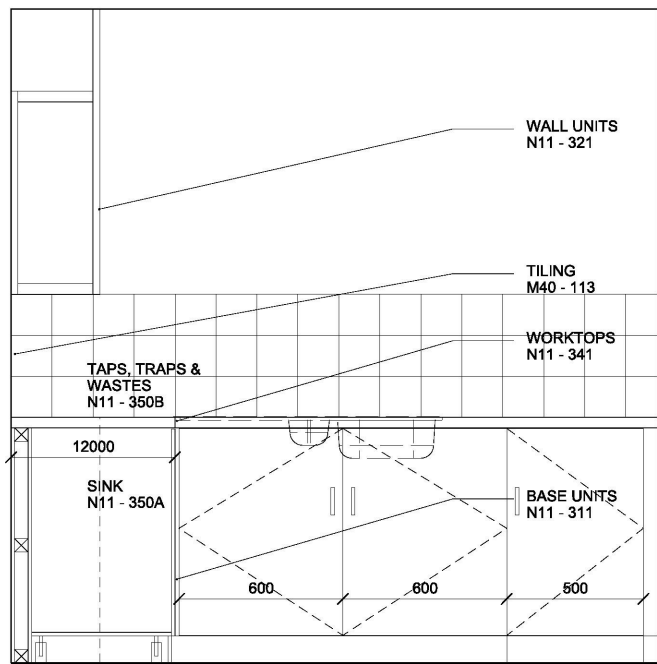 WALL UNITS
N11 - 321
TILING
M40 - 113
WORKTOPS
N11 - 341
TAPS, TRAPS &
WASTES
N11 - 350B
12000
SINK
N11 - 350A
BASE UNITS
N11 - 311
600
600
500